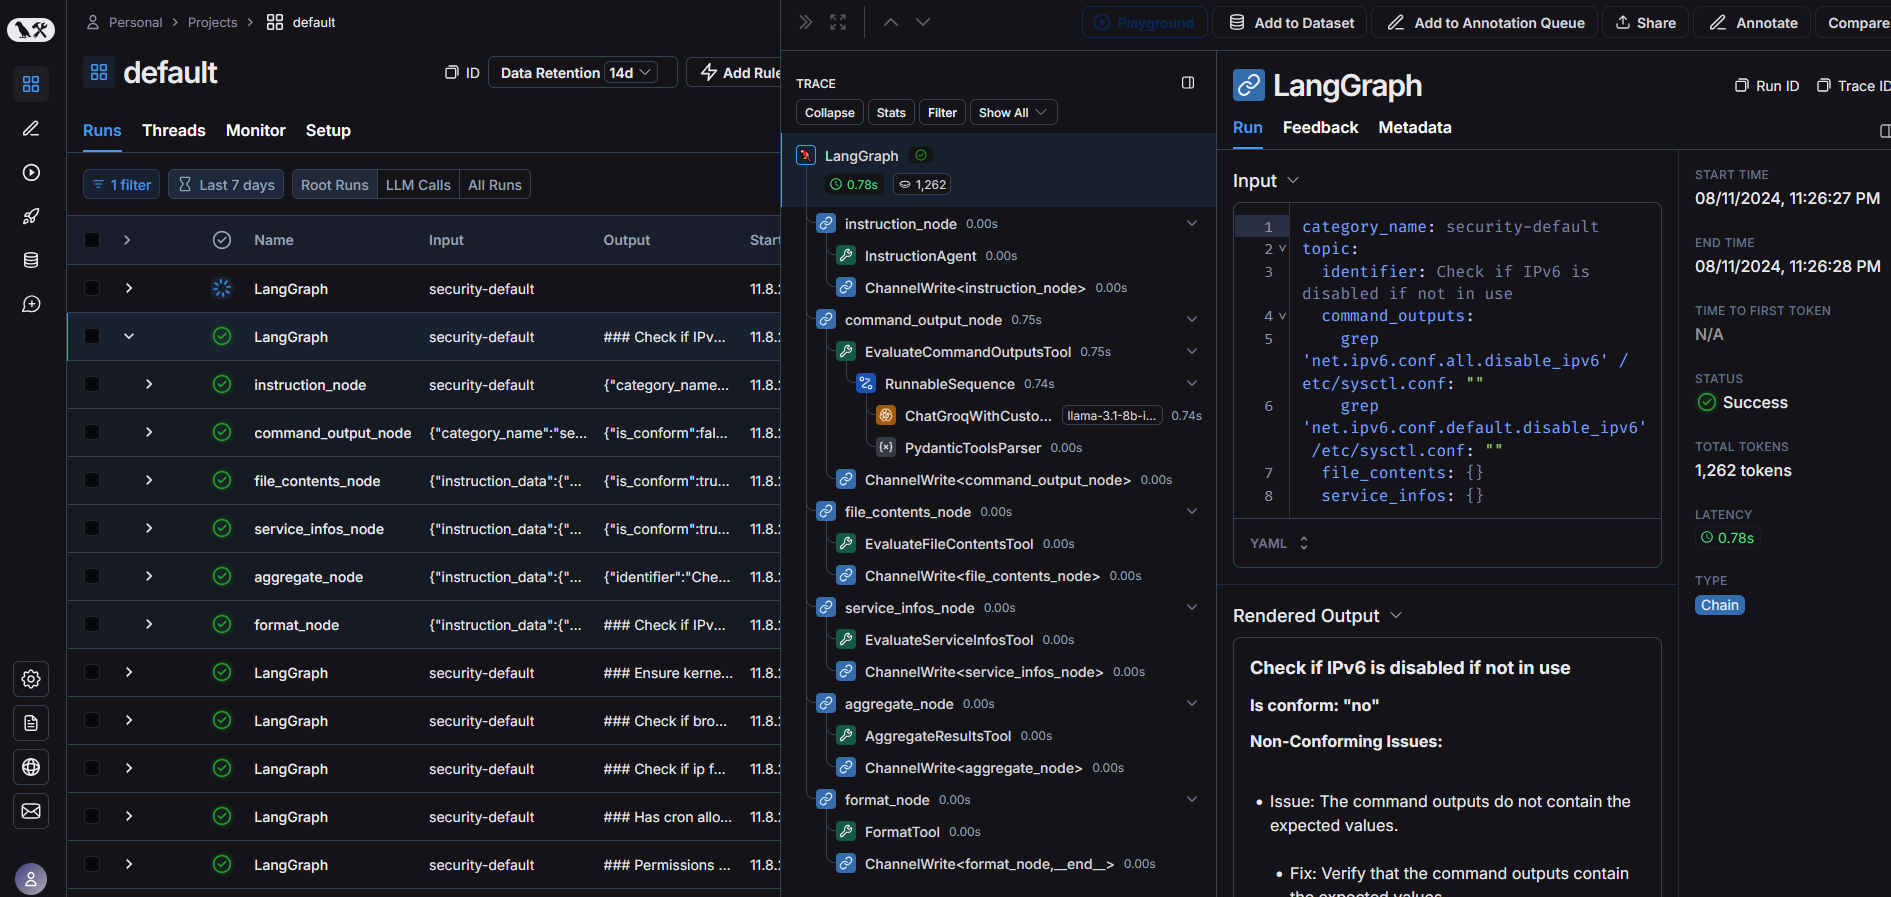 Personal > Projects > default
default
ID
Data Retention 14d
Add Rule
Runs Threads Monitor Setup
1 filter
Last 7 days
Root Runs LLM Calls All Runs
Name Input Output Start
LangGraph security-default
LangGraph security-default ### Check if IPv... 11.8.
instruction_node security-default {"category_name... 11.8.
command_output_node {"category_name":"se... {"is_conform":fal... 11.8.
file_contents_node {"instruction_data":{"... {"is_conform":tru... 11.8.
service_infos_node {"instruction_data":{"... {"is_conform":tru... 11.8.
aggregate_node {"instruction_data":{"... {"identifier":"Che... 11.8.
format_node {"instruction_data":{"... ### Check if IPv... 11.8.
LangGraph security-default ### Ensure kerne... 11.8.
LangGraph security-default ### Check if bro... 11.8.
LangGraph security-default ### Check if ip f... 11.8.
LangGraph security-default ### Has cron allo... 11.8.
LangGraph security-default ### Permissions ... 11.8.
Playground
Add to Dataset
Add to Annotation Queue
Share
Annotate
Compare
TRACE
Collapse Stats Filter Show All
LangGraph
0.78s 1,262
instruction_node 0.00s
InstructionAgent 0.00s
ChannelWrite<instruction_node> 0.00s
command_output_node 0.75s
EvaluateCommandOutputsTool 0.75s
RunnableSequence 0.74s
ChatGroqWithCusto... llama-3.1-8b-i... 0.74s
PydanticToolsParser 0.00s
ChannelWrite<command_output_node> 0.00s
file_contents_node 0.00s
EvaluateFileContentsTool 0.00s
ChannelWrite<file_contents_node> 0.00s
service_infos_node 0.00s
EvaluateServiceInfosTool 0.00s
ChannelWrite<service_infos_node> 0.00s
aggregate_node 0.00s
AggregateResultsTool 0.00s
ChannelWrite<aggregate_node> 0.00s
format_node 0.00s
FormatTool 0.00s
ChannelWrite<format_node,__end__> 0.00s
LangGraph
Run ID
Trace ID
Run Feedback Metadata
Input
1 category_name: security-default
2 topic:
3 identifier: Check if IPv6 is
disabled if not in use
4 command_outputs:
5 grep
'net.ipv6.conf.all.disable_ipv6' /
etc/sysctl.conf: ""
6 grep
'net.ipv6.conf.default.disable_ipv6'
/etc/sysctl.conf: ""
7 file_contents: {}
8 service_infos: {}
YAML
Rendered Output
Check if IPv6 is disabled if not in use
Is conform: "no"
Non-Conforming Issues:
• Issue: The command outputs do not contain the
expected values.
• Fix: Verify that the command outputs contain
the expected values
START TIME
08/11/2024, 11:26:27 PM
END TIME
08/11/2024, 11:26:28 PM
TIME TO FIRST TOKEN
N/A
STATUS
Success
TOTAL TOKENS
1,262 tokens
LATENCY
0.78s
TYPE
Chain